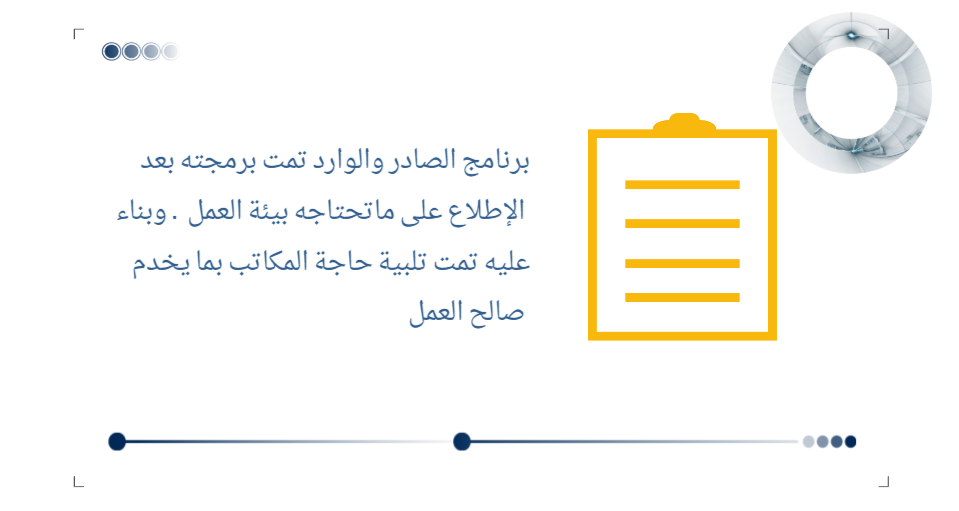 برنامج الصادر والوارد تمت برمجته بعد
الإطلاع على ماتحتاجه بيئة العمل . وبناء
عليه تمت تلبية حاجة المكاتب بما يخدم
صالح العمل